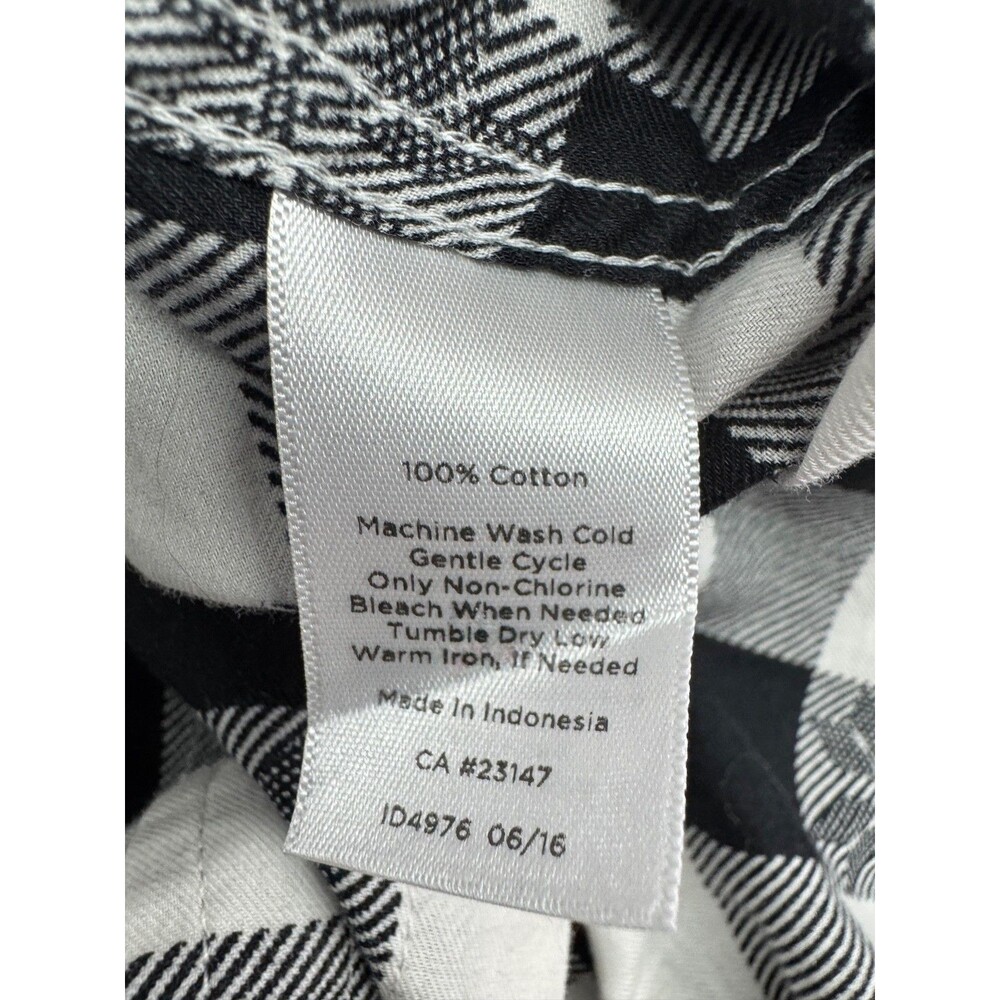 100% Cotton
Machine Wash Cold
Gentle Cycle
Only Non-Chlorine
Bleach When Needed
Tumble Dry Low
Warm Iron, If Needed
Made In Indonesia
CA #23147
ID4976 06/16